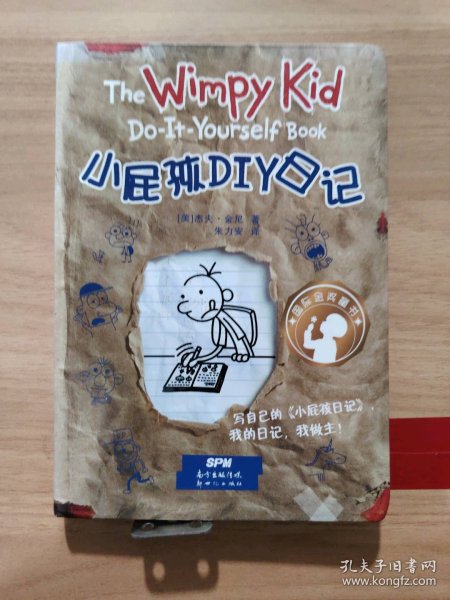 The Wimpy Kid
Do-It-Yourself Book
小屁孩DIY日记
[美]杰夫·金尼 著
朱力安 译
国际金奖童书
写自己的《小屁孩日记》,
我的日记,我做主!
SPM
南方出版传媒
新世纪出版社
孔夫子旧书网
www.kongfz.com